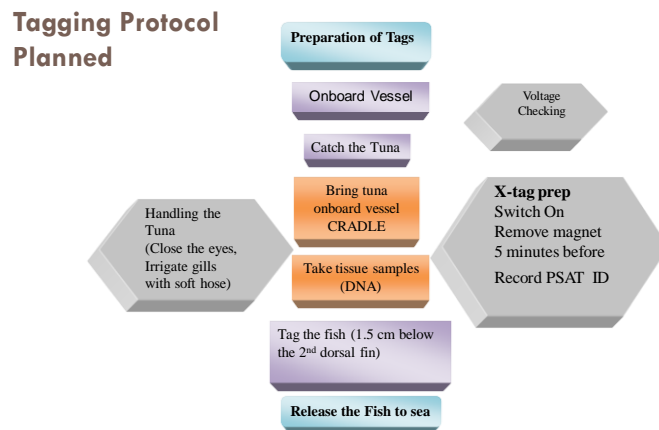 Tagging Protocol
Planned
Preparation of Tags
Onboard Vessel
Voltage
Checking
Catch the Tuna
Bring tuna
onboard vessel
CRADLE
Handling the
Tuna
(Close the eyes,
Irrigate gills
with soft hose)
X-tag prep
Switch On
Remove magnet
5 minutes before
Record PSAT ID
Take tissue samples
(DNA)
Tag the fish (1.5 cm below
the 2nd dorsal fin)
Release the Fish to sea